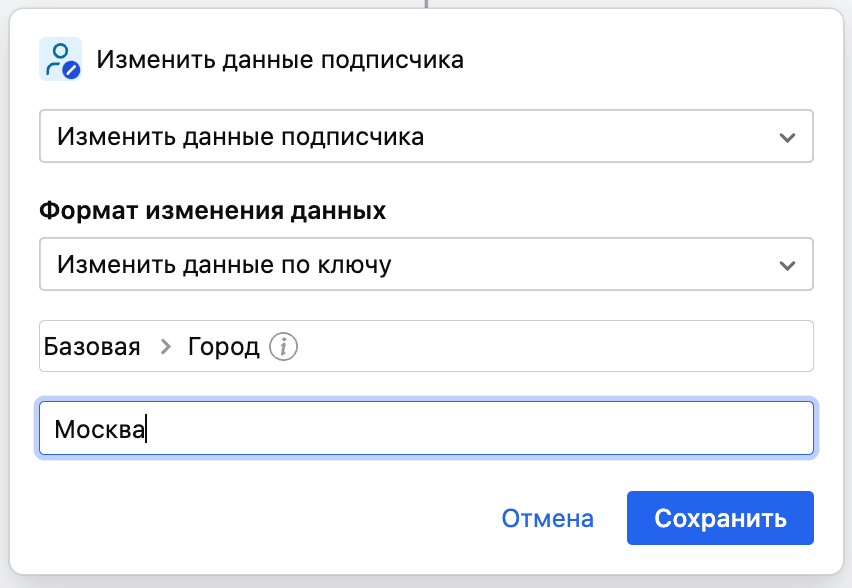 Изменить данные подписчика
Изменить данные подписчика
Формат изменения данных
Изменить данные по ключу
Базовая > Город i
Москва
Отмена Сохранить